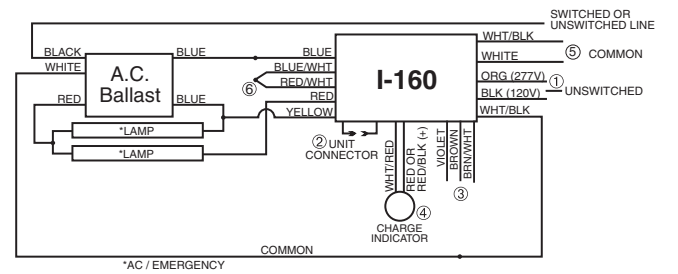 SWITCHED OR
UNSWITCHED LINE
WHT/BLK
BLACK
BLUE
BLUE
⑤ COMMON
WHITE
WHITE
BLUE/WHT
A.C.
Ballast
I-160
RED/WHT
ORG (277V)
①
⑥
UNSWITCHED
RED
BLUE
RED
BLK (120V)
YELLOW
WHT/BLK
*LAMP
*LAMP
② UNIT
CONNECTOR
WHT/RED
RED OR
RED/BLK (+)
VIOLET
BROWN
BRN/WHT
③
④
CHARGE
INDICATOR
COMMON
*AC / EMERGENCY